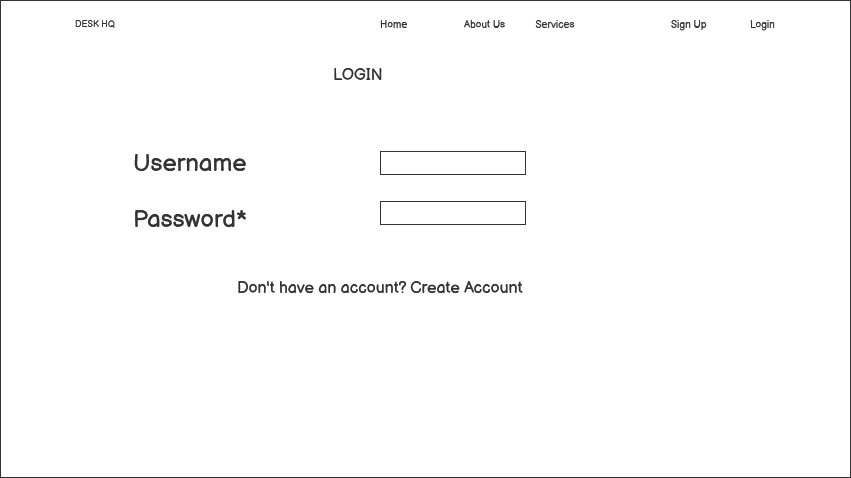 DESK HQ Home About Us Services Sign Up Login
LOGIN
Username
Password*
Don't have an account? Create Account